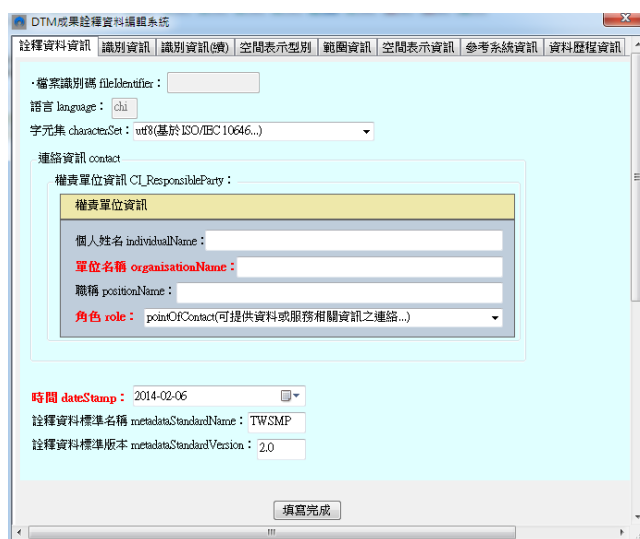 DTM成果詮釋資料編輯系統
詮釋資料資訊 識別資訊 識別資訊(續) 空間表示型別 範圍資訊 空間表示資訊 參考系統資訊 資料歷程資訊
·檔案識別碼 fileIdentifier：
語言 language： chi
字元集 characterSet： utf8(基於 ISO/IEC 10646...)
連絡資訊 contact
權責單位資訊 CI_ResponsibleParty：
權責單位資訊
個人姓名 individualName：
單位名稱 organisationName：
職稱 positionName：
角色 role： pointOfContact(可提供資料或服務相關資訊之連絡...)
時間 dateStamp： 2014-02-06
詮釋資料標準名稱 metadataStandardName： TWSMP
詮釋資料標準版本 metadataStandardVersion： 2.0
填寫完成